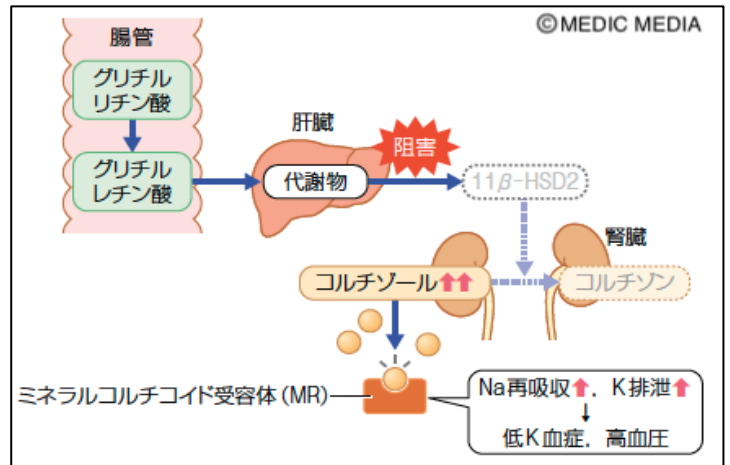 ©MEDIC MEDIA
腸管
グリチル
リチン酸
グリチル
レチン酸
肝臓
代謝物
阻害
11β-HSD2
腎臓
コルチゾール⬆⬆
コルチゾン
ミネラルコルチコイド受容体(MR)
Na再吸収⬆, K排泄⬆
↓
低K血症, 高血圧